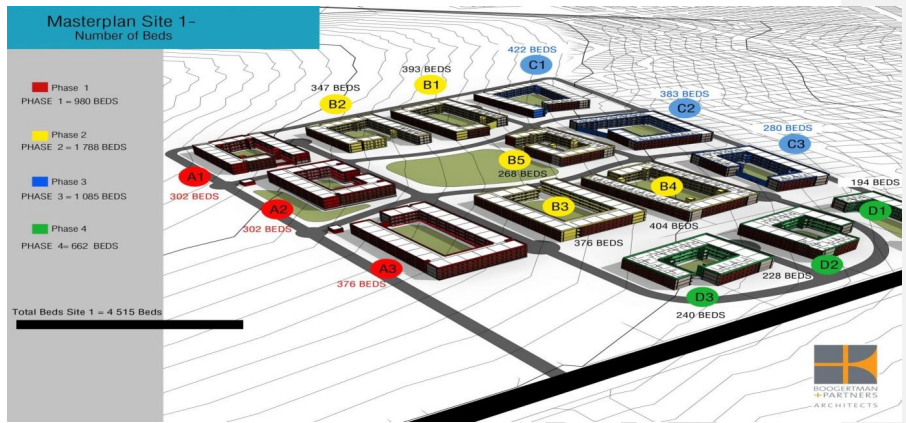 Masterplan Site 1-
Number of Beds
Phase 1
PHASE 1 = 980 BEDS
Phase 2
PHASE 2 = 1 788 BEDS
Phase 3
PHASE 3 = 1 085 BEDS
Phase 4
PHASE 4= 662 BEDS
Total Beds Site 1 = 4 515 Beds
422 BEDS
C1
393 BEDS
B1
347 BEDS
B2
383 BEDS
C2
280 BEDS
C3
B5
268 BEDS
A1
302 BEDS
A2
302 BEDS
B3
376 BEDS
B4
404 BEDS
194 BEDS
D1
D2
228 BEDS
A3
376 BEDS
D3
240 BEDS
BOOGERTMAN
+PARTNERS
ARCHITECTS